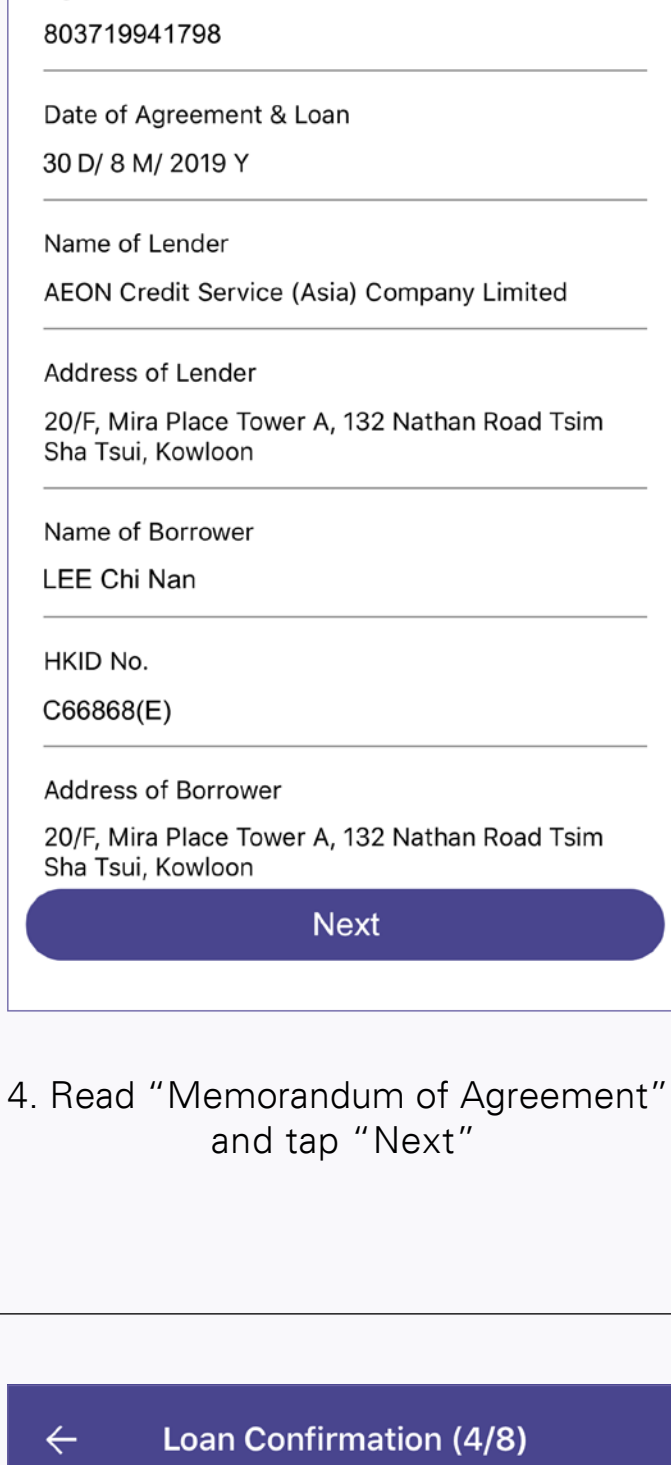 803719941798
Date of Agreement & Loan
30 D/ 8 M/ 2019 Y
Name of Lender
AEON Credit Service (Asia) Company Limited
Address of Lender
20/F, Mira Place Tower A, 132 Nathan Road Tsim
Sha Tsui, Kowloon
Name of Borrower
LEE Chi Nan
HKID No.
C66868(E)
Address of Borrower
20/F, Mira Place Tower A, 132 Nathan Road Tsim
Sha Tsui, Kowloon
Next
4. Read “Memorandum of Agreement”
and tap “Next”
← Loan Confirmation (4/8)